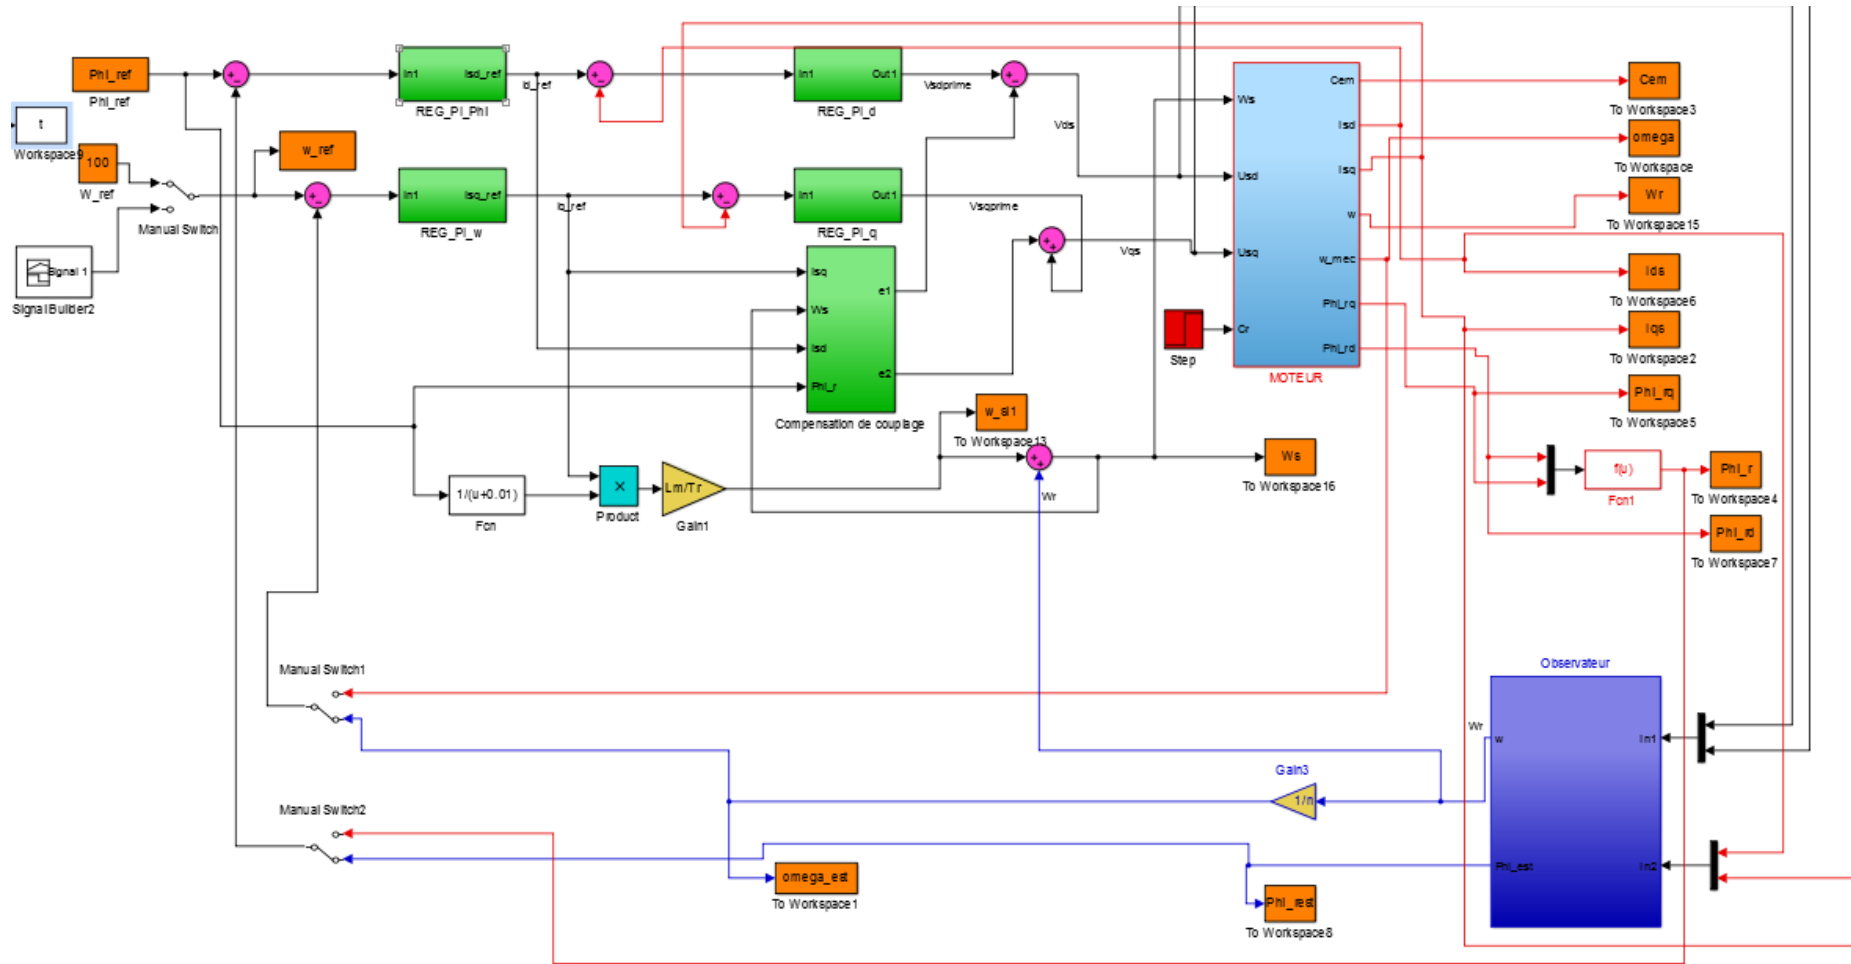 Phi_ref
Phi_ref
t
Workspace9
100
W_ref
w_ref
Manual Switch
Signal 1
Signal Builder2
In1
Isd_ref
REG_PI_Phi
Id_ref
In1
Out1
REG_PI_d
Vsdprime
In1
Isq_ref
REG_PI_w
Iq_ref
In1
Out1
REG_PI_q
Vsqprime
Vds
Vqs
Isq
Ws
Isd
Phi_r
e1
e2
Compensation de couplage
1/(u+0.01)
Fcn
×
Product
Lm/Tr
Gain1
w_sl1
To Workspace13
Wr
Ws
To Workspace16
Step
Ws
Usd
Usq
Cr
Cem
Isd
Isq
w
w_mec
Phi_rq
Phi_rd
MOTEUR
Cem
To Workspace3
omega
To Workspace
Wr
To Workspace15
Ids
To Workspace6
Iqs
To Workspace2
Phi_rq
To Workspace5
f(u)
Fcn1
Phi_r
To Workspace4
Phi_rd
To Workspace7
Manual Switch1
Manual Switch2
omega_est
To Workspace1
Gain3
1/n
Phi_rest
To Workspace8
Observateur
Wr
w
Phi_est
In1
In2